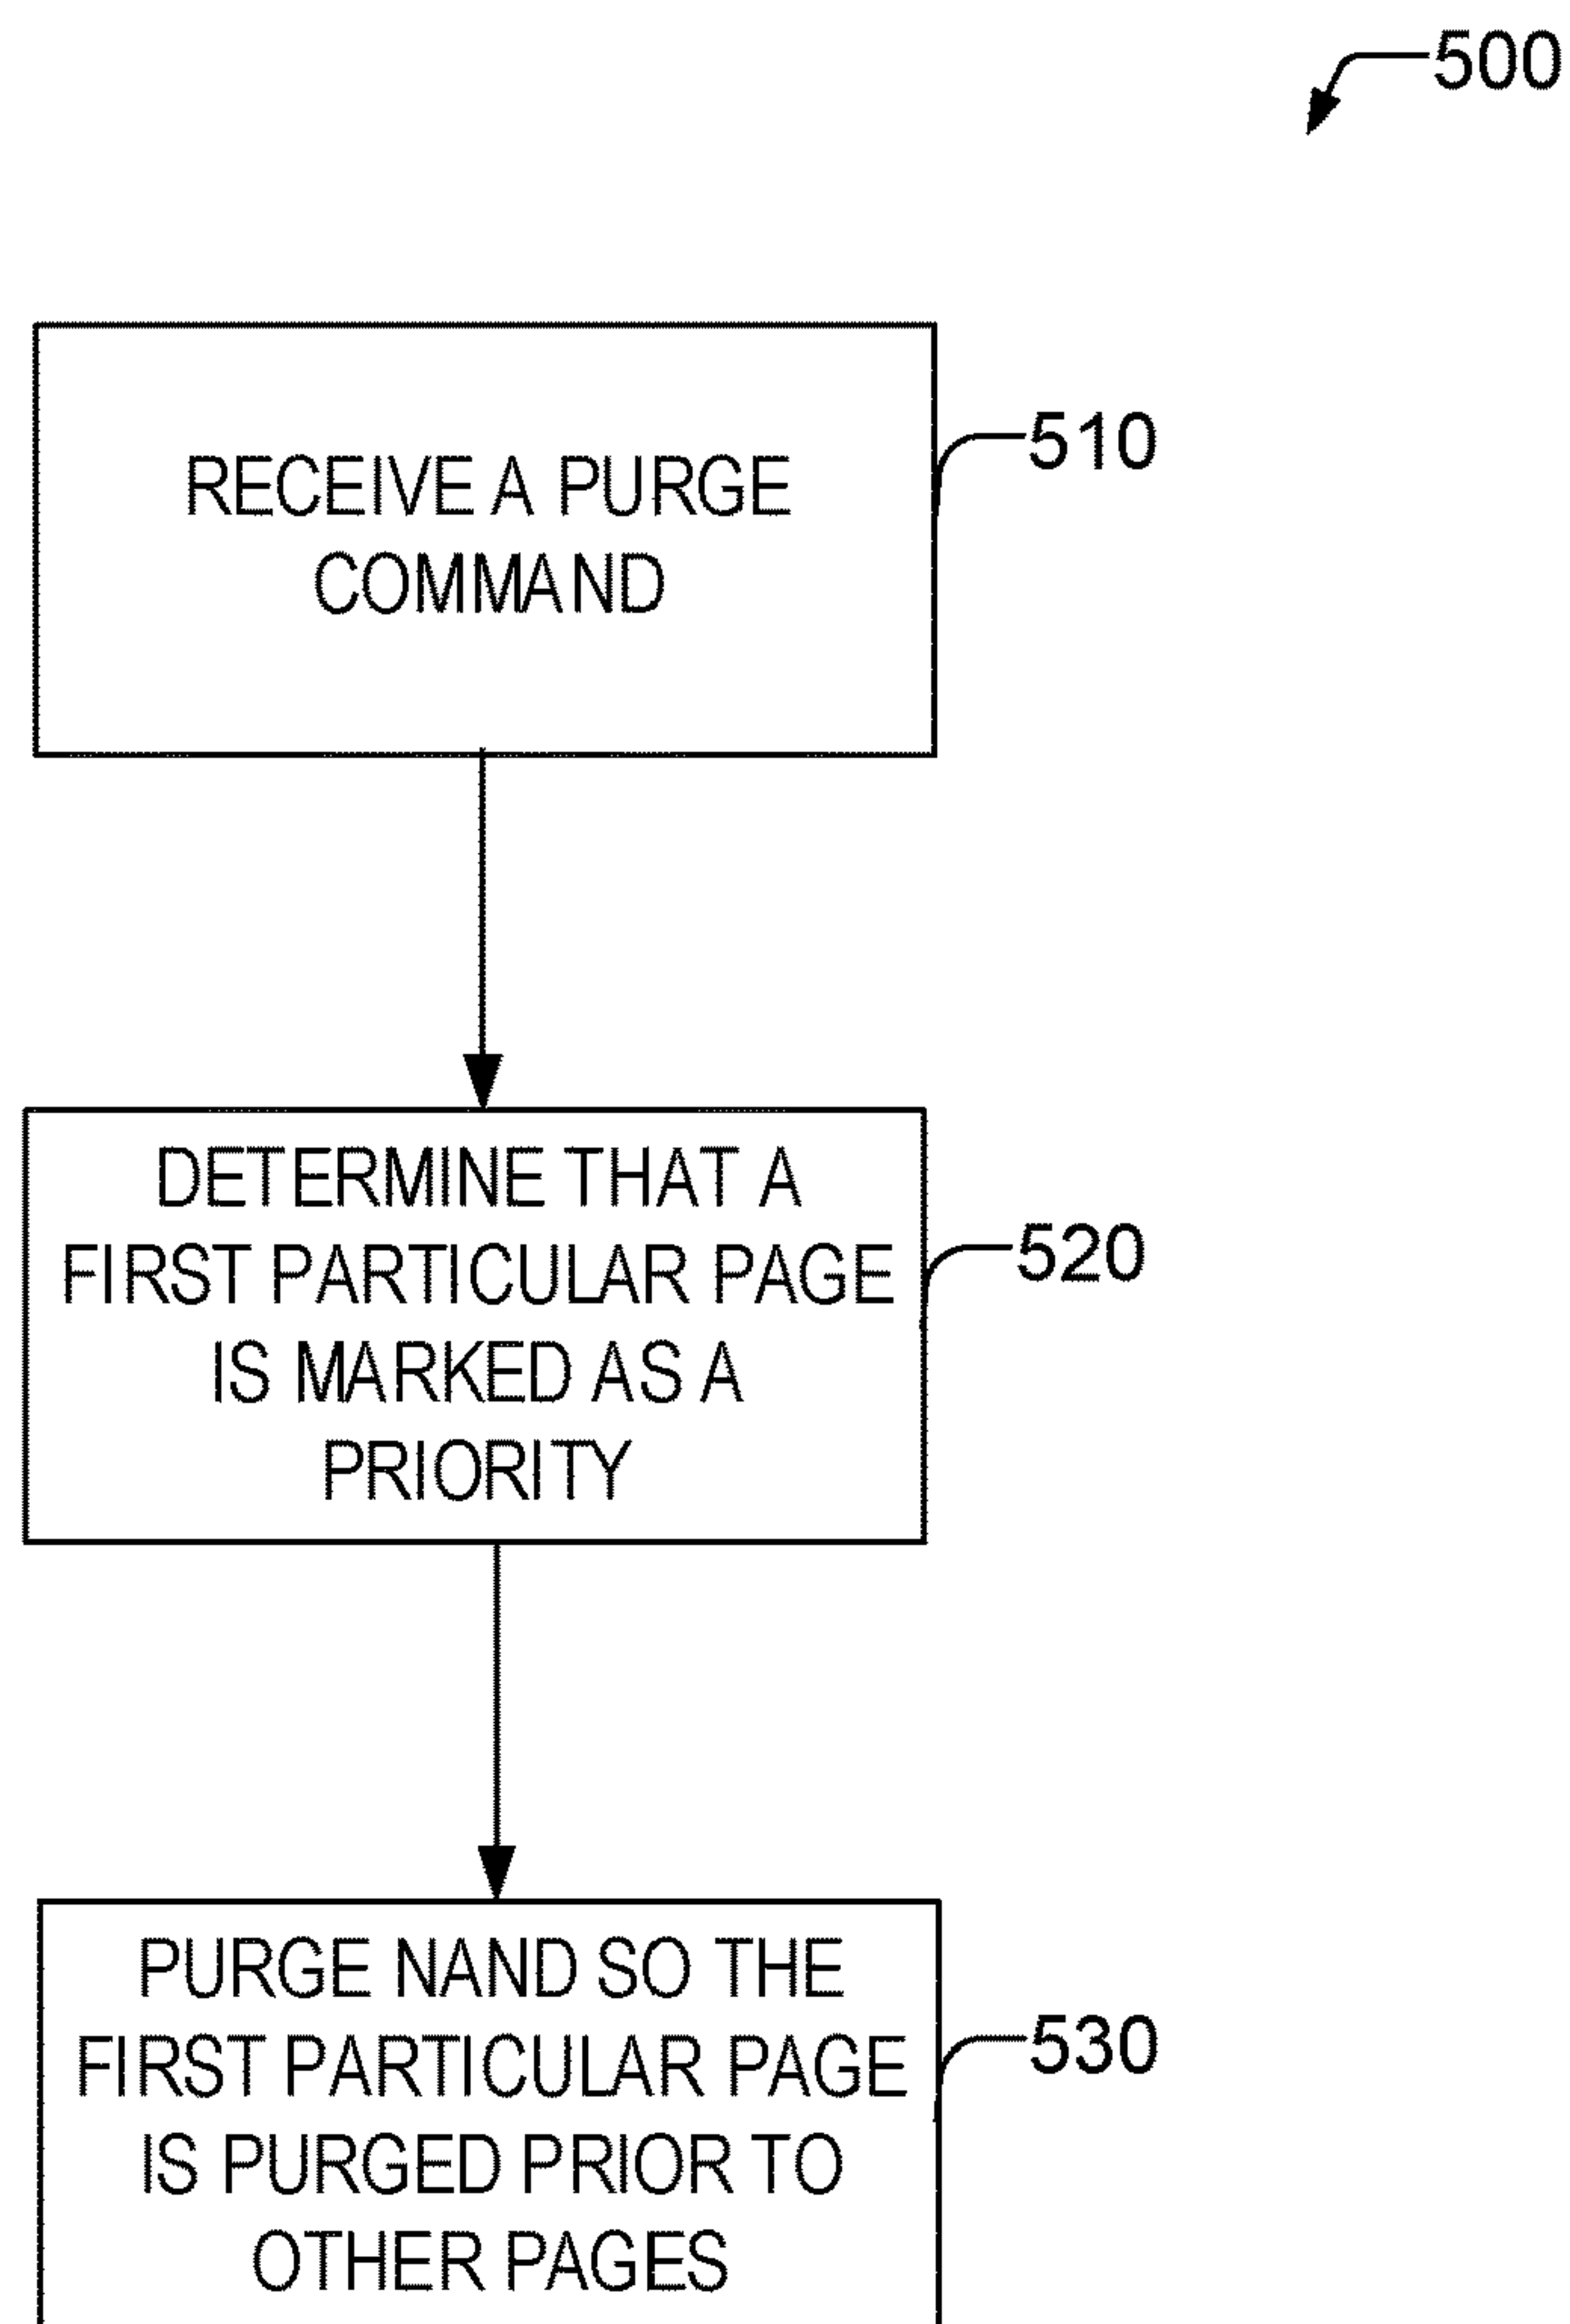 500
RECEIVE A PURGE
COMMAND
510
DETERMINE THAT A
FIRST PARTICULAR PAGE
IS MARKED AS A
PRIORITY
520
PURGE NAND SO THE
FIRST PARTICULAR PAGE
IS PURGED PRIOR TO
OTHER PAGES
530